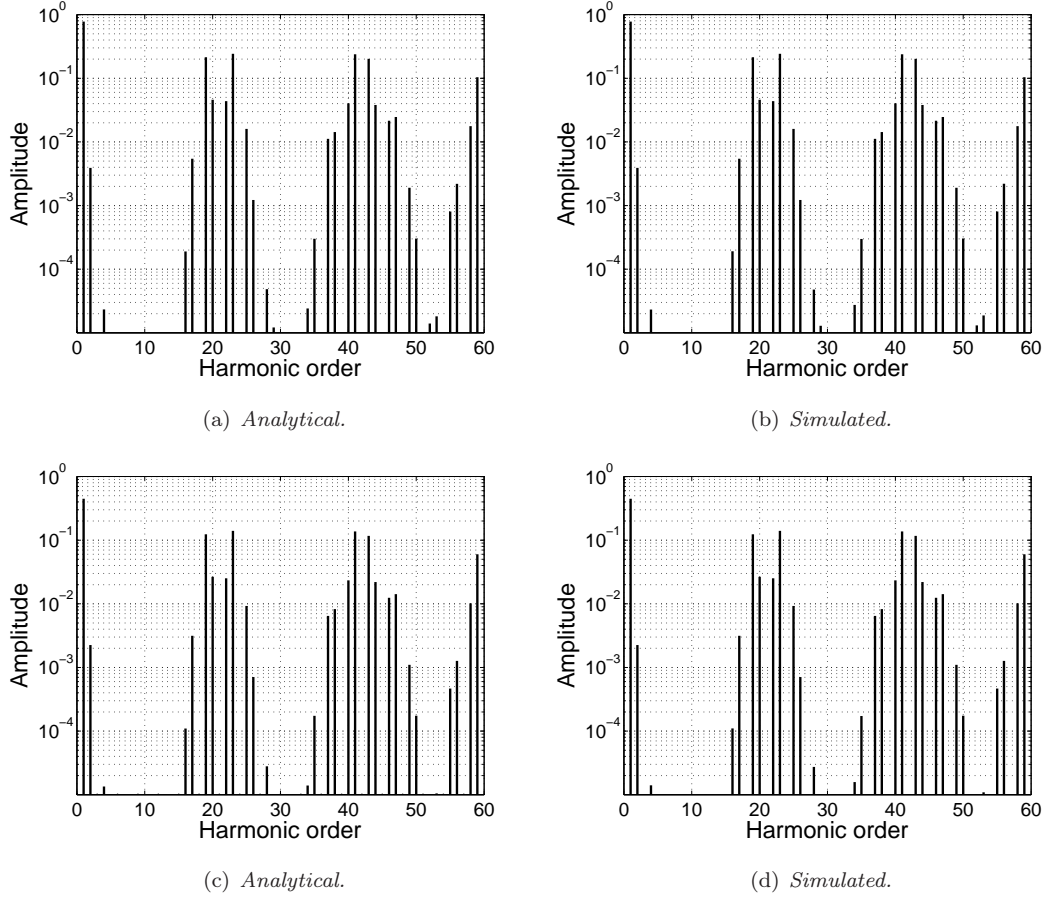 10^0
10^0
10^−1
10^−1
10^−2
10^−2
10^−3
10^−3
10^−4
10^−4
Amplitude
Amplitude
0 10 20 30 40 50 60
0 10 20 30 40 50 60
Harmonic order
Harmonic order
(a) Analytical.
(b) Simulated.
10^0
10^0
10^−1
10^−1
10^−2
10^−2
10^−3
10^−3
10^−4
10^−4
Amplitude
Amplitude
0 10 20 30 40 50 60
0 10 20 30 40 50 60
Harmonic order
Harmonic order
(c) Analytical.
(d) Simulated.